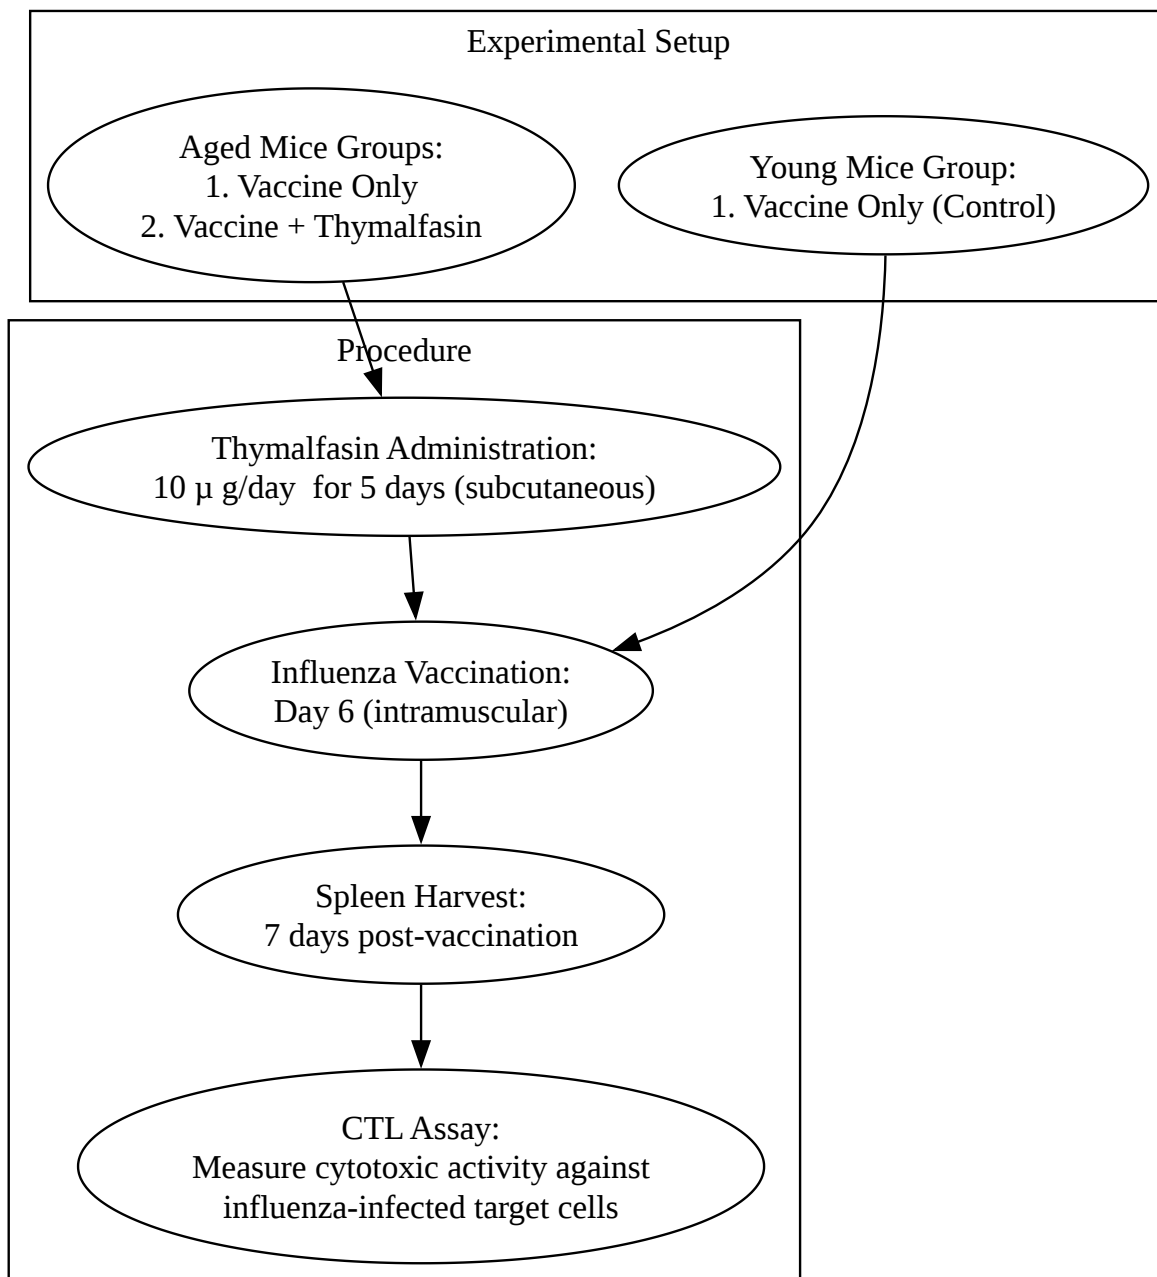 Experimental Setup
Aged Mice Groups:
1. Vaccine Only
2. Vaccine + Thymalfasin
Young Mice Group:
1. Vaccine Only (Control)
Procedure
Thymalfasin Administration:
10 µ g/day  for 5 days (subcutaneous)
Influenza Vaccination:
Day 6 (intramuscular)
Spleen Harvest:
7 days post-vaccination
CTL Assay:
Measure cytotoxic activity against
influenza-infected target cells